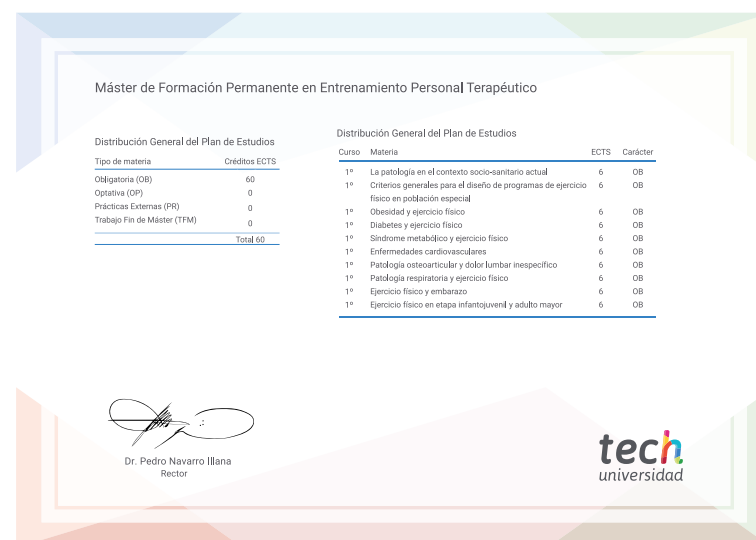 Máster de Formación Permanente en Entrenamiento Personal Terapéutico
Distribución General del Plan de Estudios
Tipo de materia Créditos ECTS
Obligatoria (OB) 60
Optativa (OP) 0
Prácticas Externas (PR) 0
Trabajo Fin de Máster (TFM) 0
Total 60
Distribución General del Plan de Estudios
Curso Materia ECTS Carácter
1º La patología en el contexto socio-sanitario actual 6 OB
1º Criterios generales para el diseño de programas de ejercicio 6 OB
físico en población especial
1º Obesidad y ejercicio físico 6 OB
1º Diabetes y ejercicio físico 6 OB
1º Síndrome metabólico y ejercicio físico 6 OB
1º Enfermedades cardiovasculares 6 OB
1º Patología osteoarticular y dolor lumbar inespecífico 6 OB
1º Patología respiratoria y ejercicio físico 6 OB
1º Ejercicio físico y embarazo 6 OB
1º Ejercicio físico en etapa infantojuvenil y adulto mayor 6 OB
Dr. Pedro Navarro Illana
Rector
tech
universidad